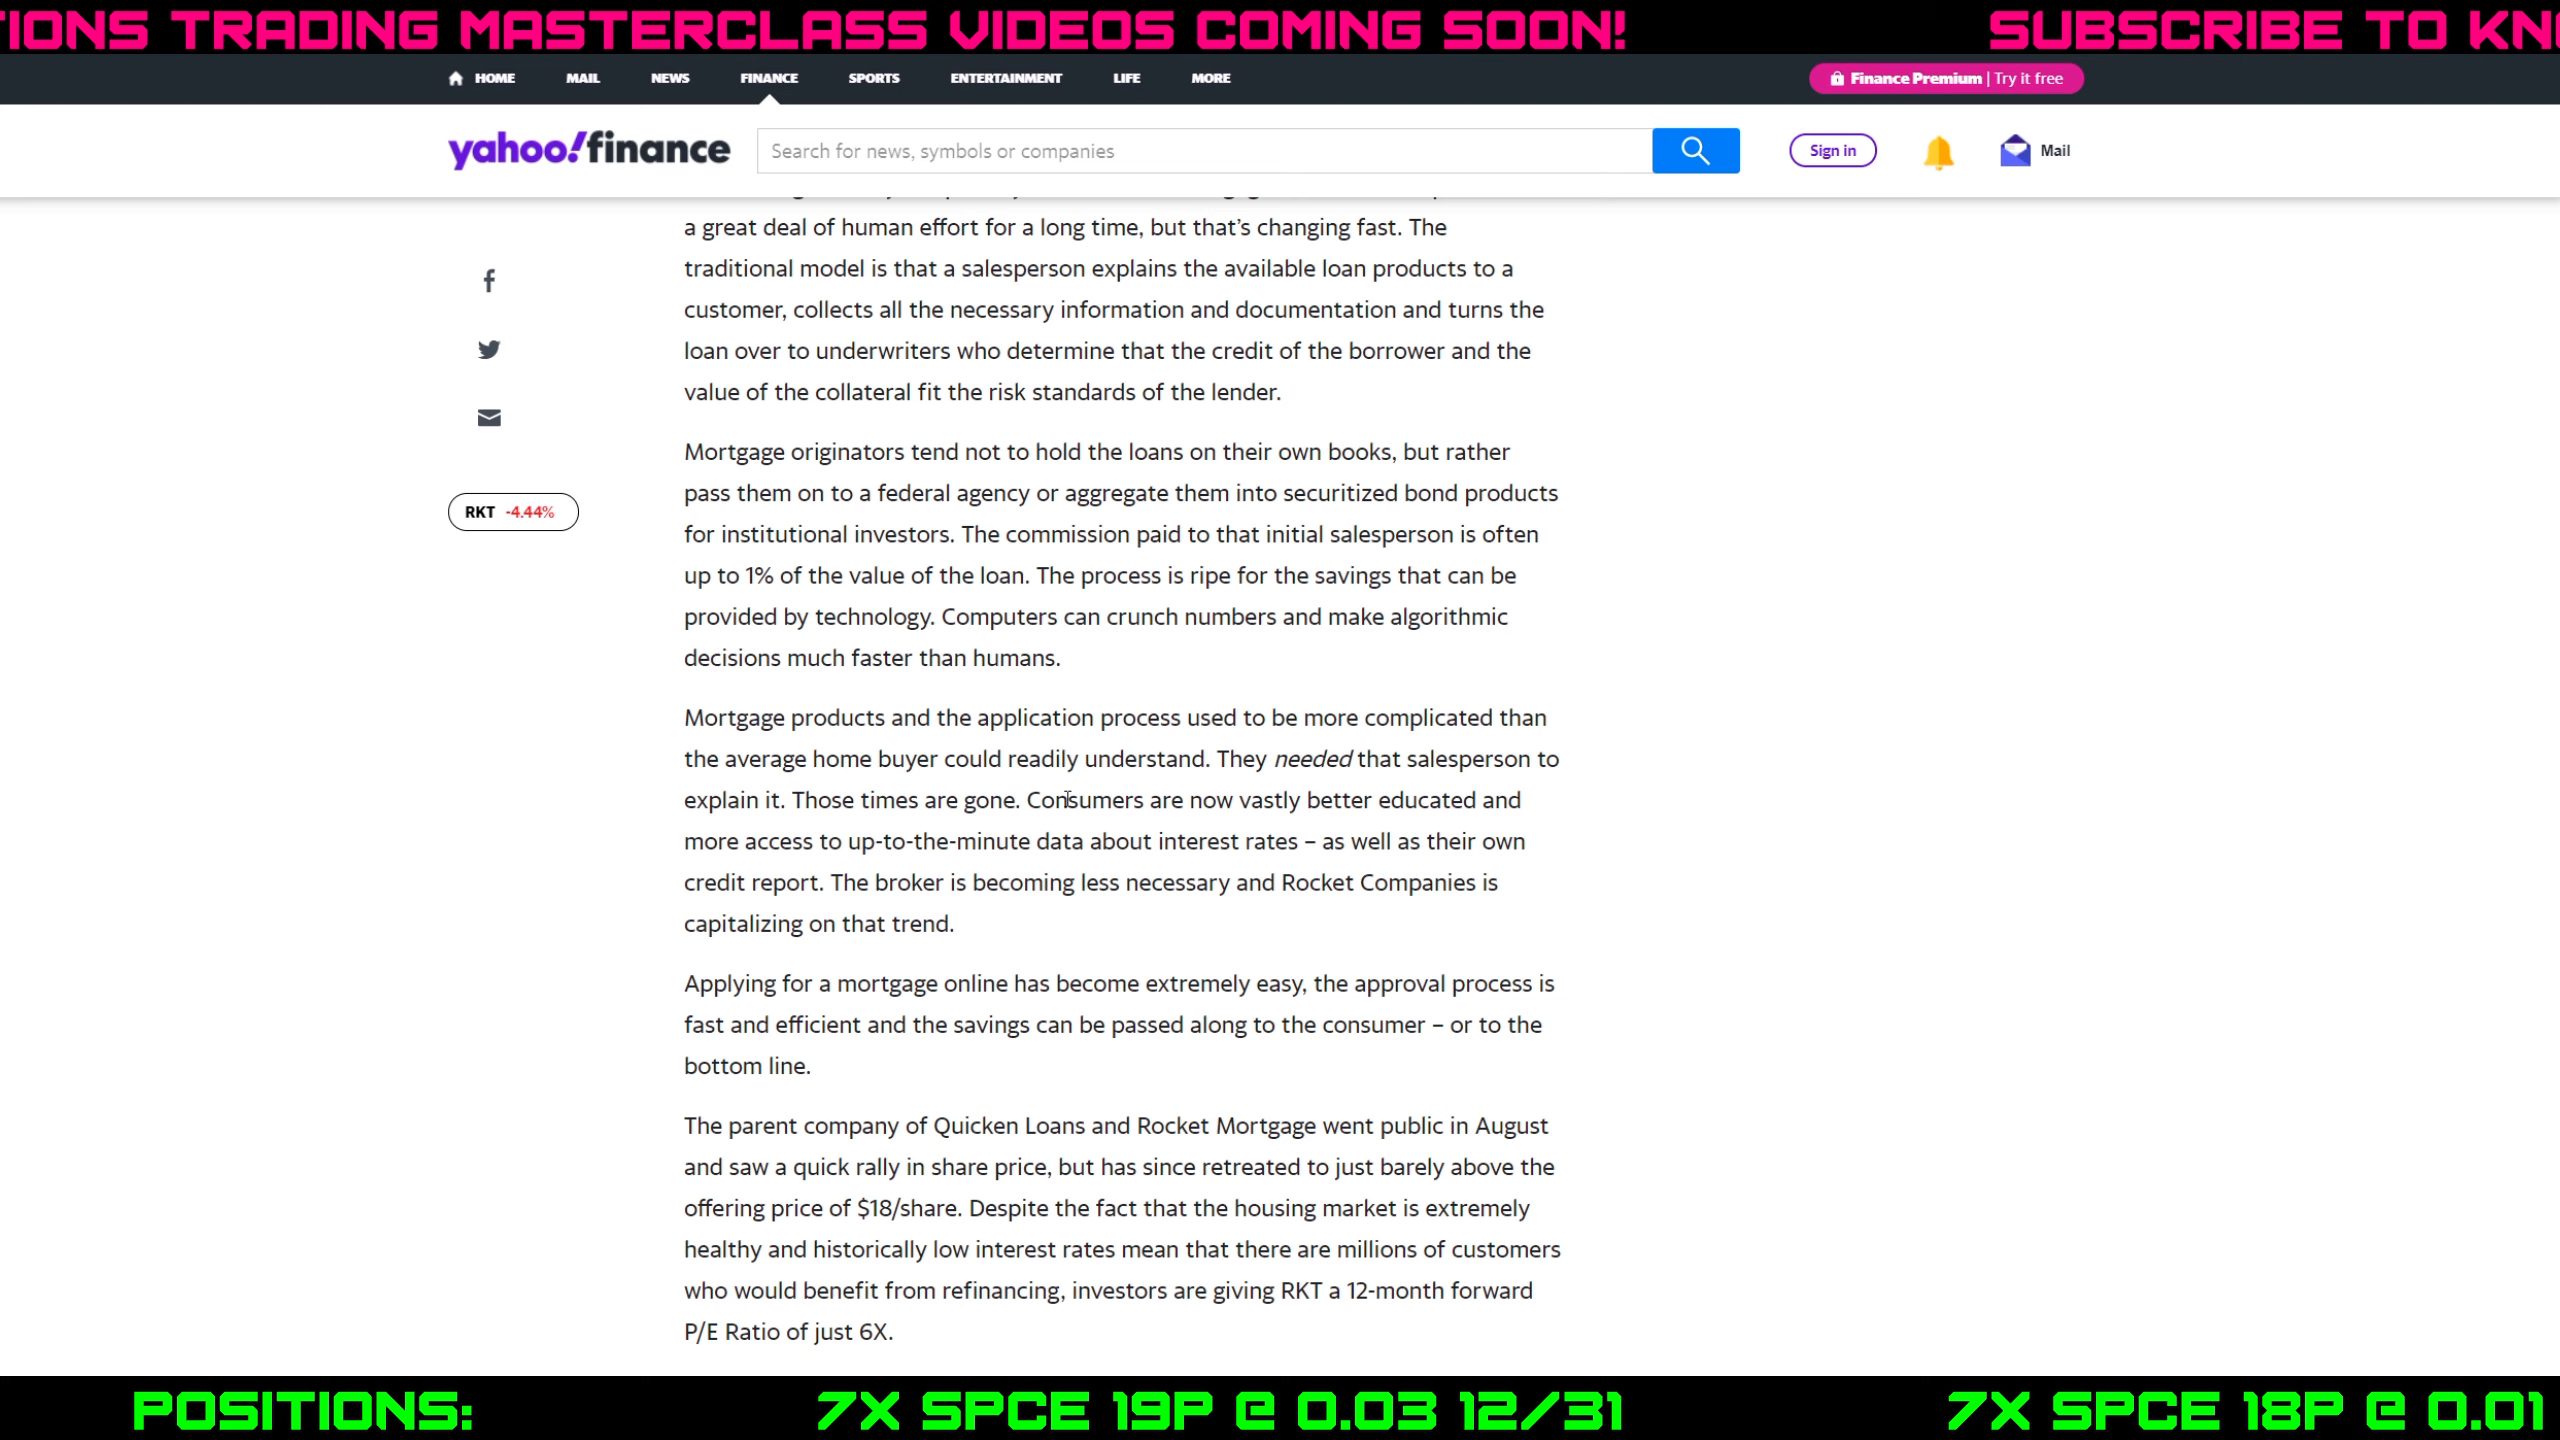 TIONS TRADING MASTERCLASS VIDEOS COMING SOON! SUBSCRIBE TO KN
HOME MAIL NEWS FINANCE SPORTS ENTERTAINMENT LIFE MORE Finance Premium | Try it free
yahoo!finance Search for news, symbols or companies Sign in Mail
a great deal of human effort for a long time, but that’s changing fast. The
traditional model is that a salesperson explains the available loan products to a
customer, collects all the necessary information and documentation and turns the
loan over to underwriters who determine that the credit of the borrower and the
value of the collateral fit the risk standards of the lender.
RKT -4.44%
Mortgage originators tend not to hold the loans on their own books, but rather
pass them on to a federal agency or aggregate them into securitized bond products
for institutional investors. The commission paid to that initial salesperson is often
up to 1% of the value of the loan. The process is ripe for the savings that can be
provided by technology. Computers can crunch numbers and make algorithmic
decisions much faster than humans.
Mortgage products and the application process used to be more complicated than
the average home buyer could readily understand. They needed that salesperson to
explain it. Those times are gone. Consumers are now vastly better educated and
more access to up-to-the-minute data about interest rates – as well as their own
credit report. The broker is becoming less necessary and Rocket Companies is
capitalizing on that trend.
Applying for a mortgage online has become extremely easy, the approval process is
fast and efficient and the savings can be passed along to the consumer – or to the
bottom line.
The parent company of Quicken Loans and Rocket Mortgage went public in August
and saw a quick rally in share price, but has since retreated to just barely above the
offering price of $18/share. Despite the fact that the housing market is extremely
healthy and historically low interest rates mean that there are millions of customers
who would benefit from refinancing, investors are giving RKT a 12-month forward
P/E Ratio of just 6X.
POSITIONS: 7X SPCE 19P @ 0.03 12/31 7X SPCE 18P @ 0.01